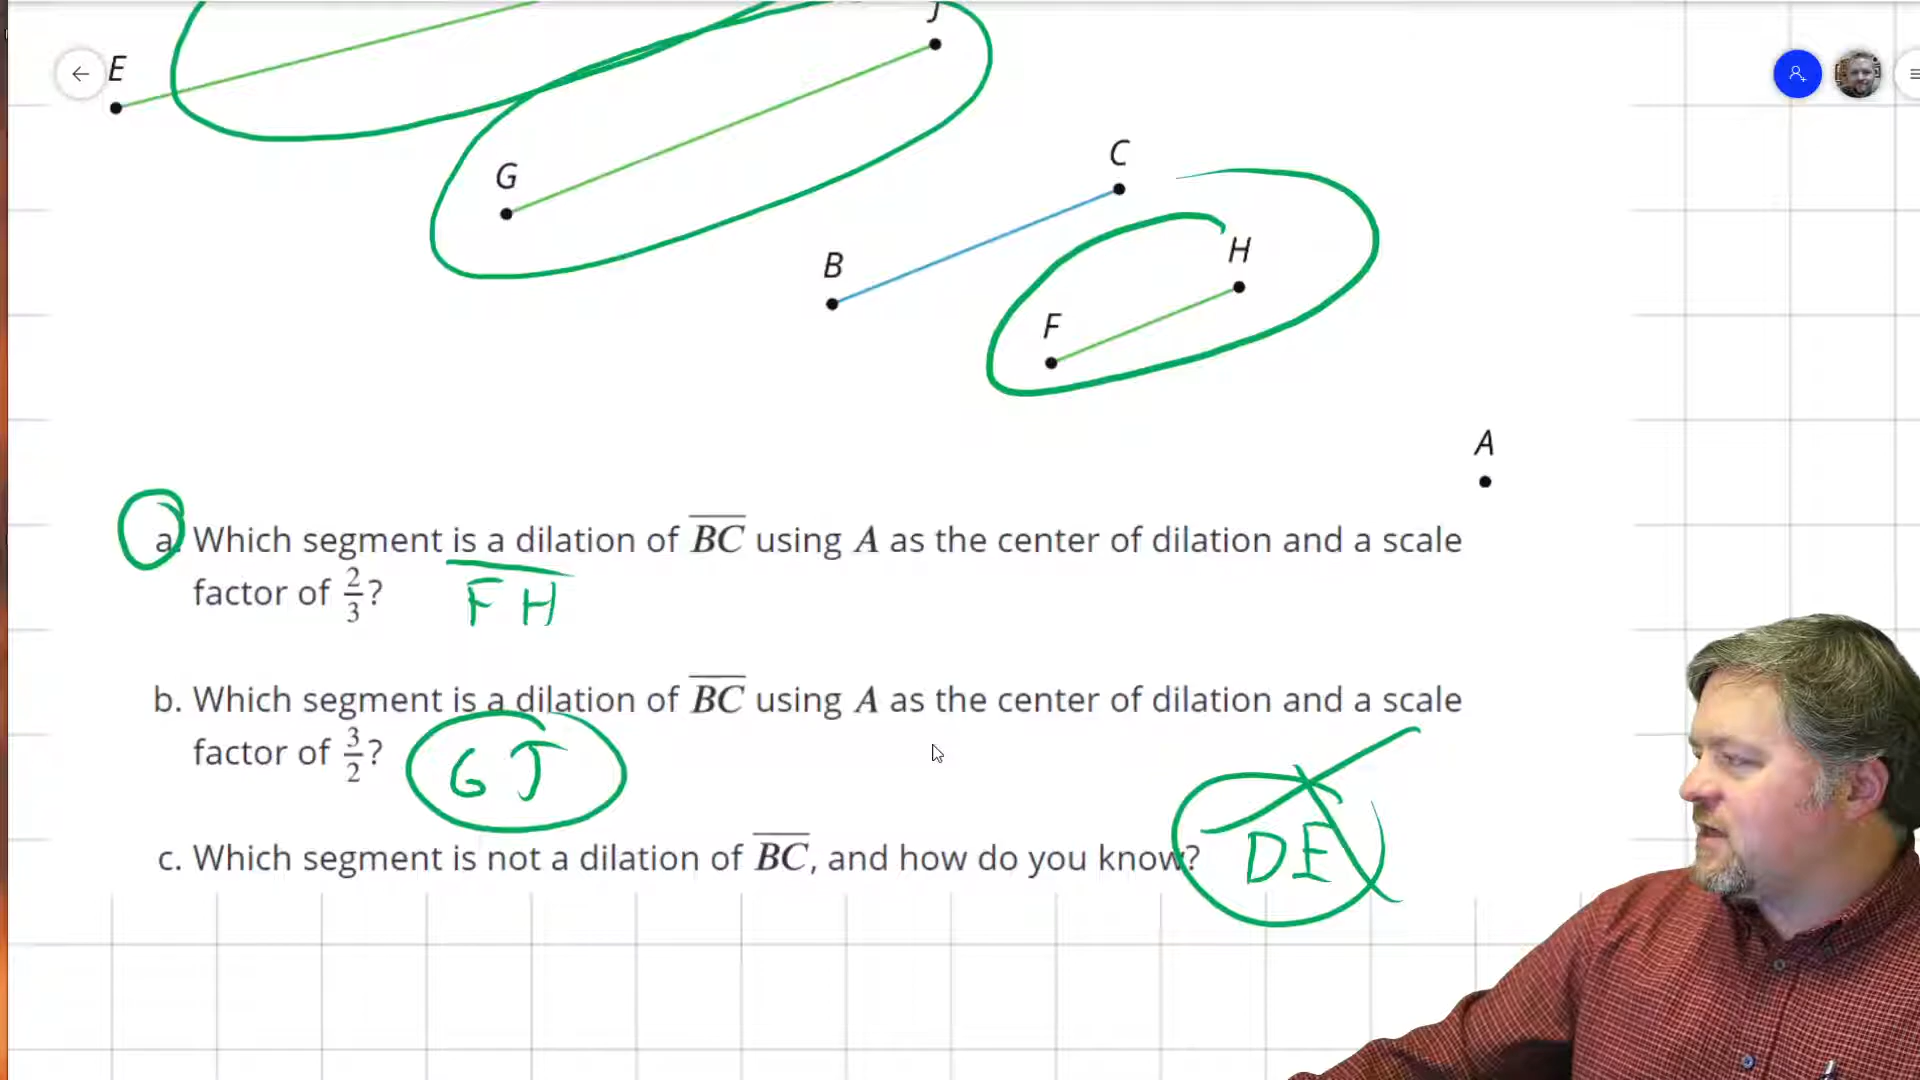 J
E
G
C
H
B
F
A
a. Which segment is a dilation of BC using A as the center of dilation and a scale
factor of 2/3? FH
b. Which segment is a dilation of BC using A as the center of dilation and a scale
factor of 3/2? GJ
c. Which segment is not a dilation of BC, and how do you know? DE